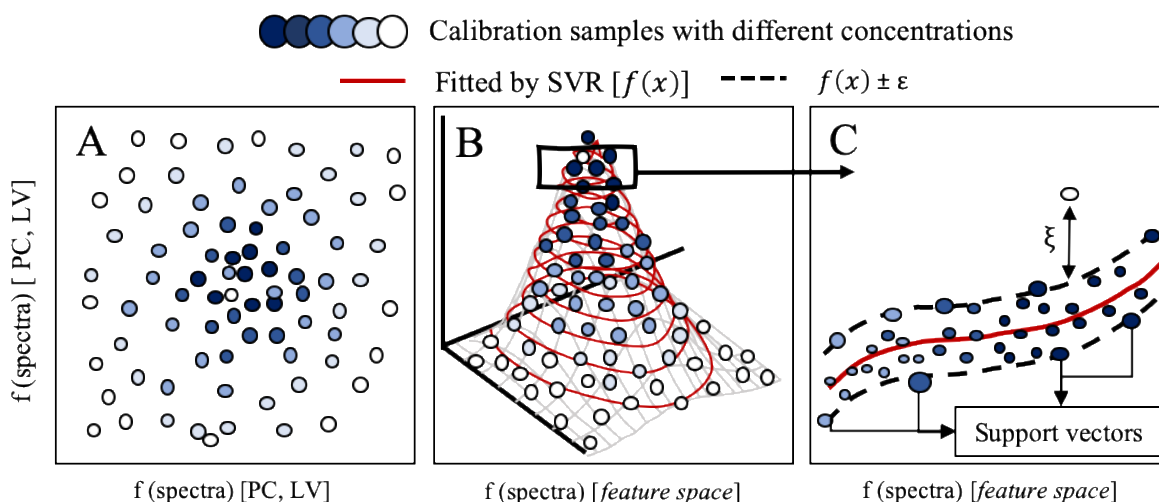 Calibration samples with different concentrations
Fitted by SVR [f(x)]
f(x) ± ε
A
B
C
f (spectra) [ PC, LV]
ξ
Support vectors
f (spectra) [PC, LV]
f (spectra) [feature space]
f (spectra) [feature space]